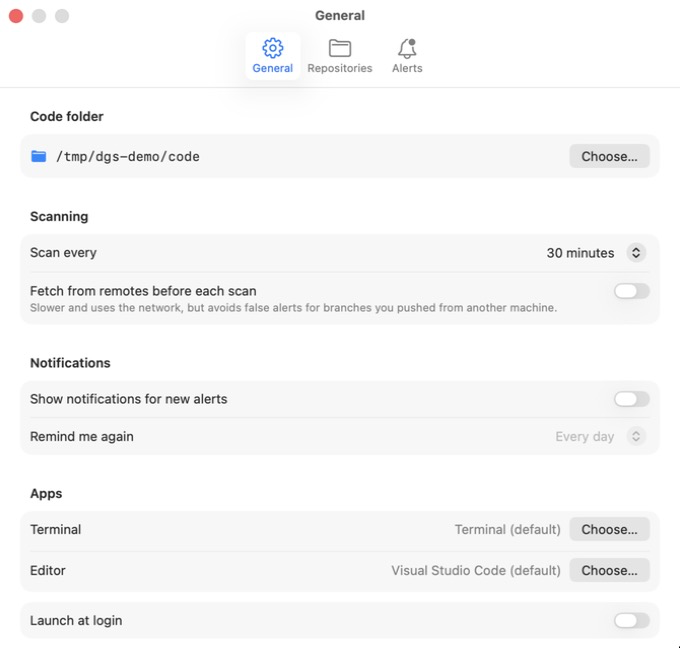 General
General
Repositories
Alerts
Code folder
/tmp/dgs-demo/code
Choose…
Scanning
Scan every
30 minutes
Fetch from remotes before each scan
Slower and uses the network, but avoids false alerts for branches you pushed from another machine.
Notifications
Show notifications for new alerts
Remind me again
Every day
Apps
Terminal
Terminal (default)
Choose…
Editor
Visual Studio Code (default)
Choose…
Launch at login